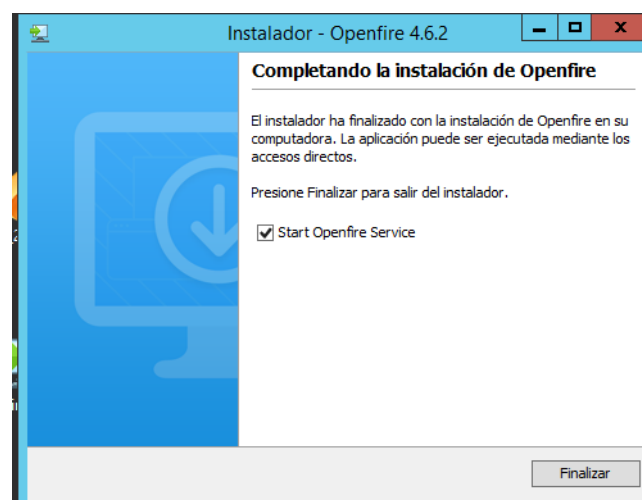 Instalador - Openfire 4.6.2
Completando la instalación de Openfire
El instalador ha finalizado con la instalación de Openfire en su
computadora. La aplicación puede ser ejecutada mediante los
accesos directos.
Presione Finalizar para salir del instalador.
Start Openfire Service
Finalizar